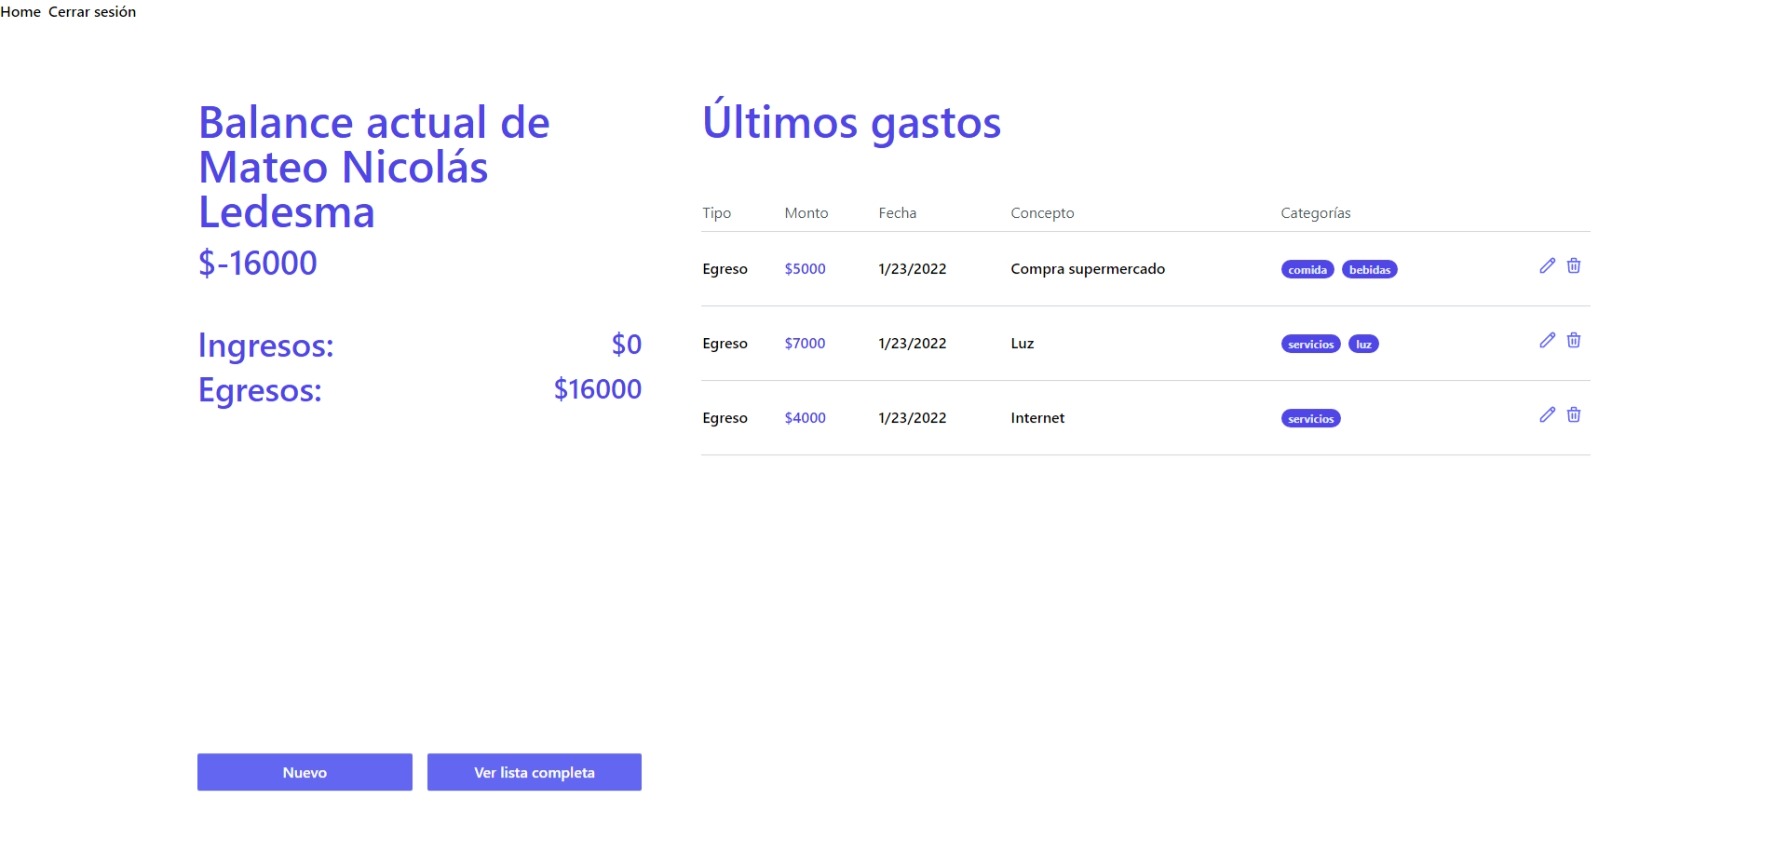 Home Cerrar sesión
Balance actual de
Mateo Nicolás
Ledesma
$-16000
Ingresos: $0
Egresos: $16000
Nuevo Ver lista completa
Últimos gastos
Tipo Monto Fecha Concepto Categorías
Egreso $5000 1/23/2022 Compra supermercado comida bebidas
Egreso $7000 1/23/2022 Luz servicios luz
Egreso $4000 1/23/2022 Internet servicios